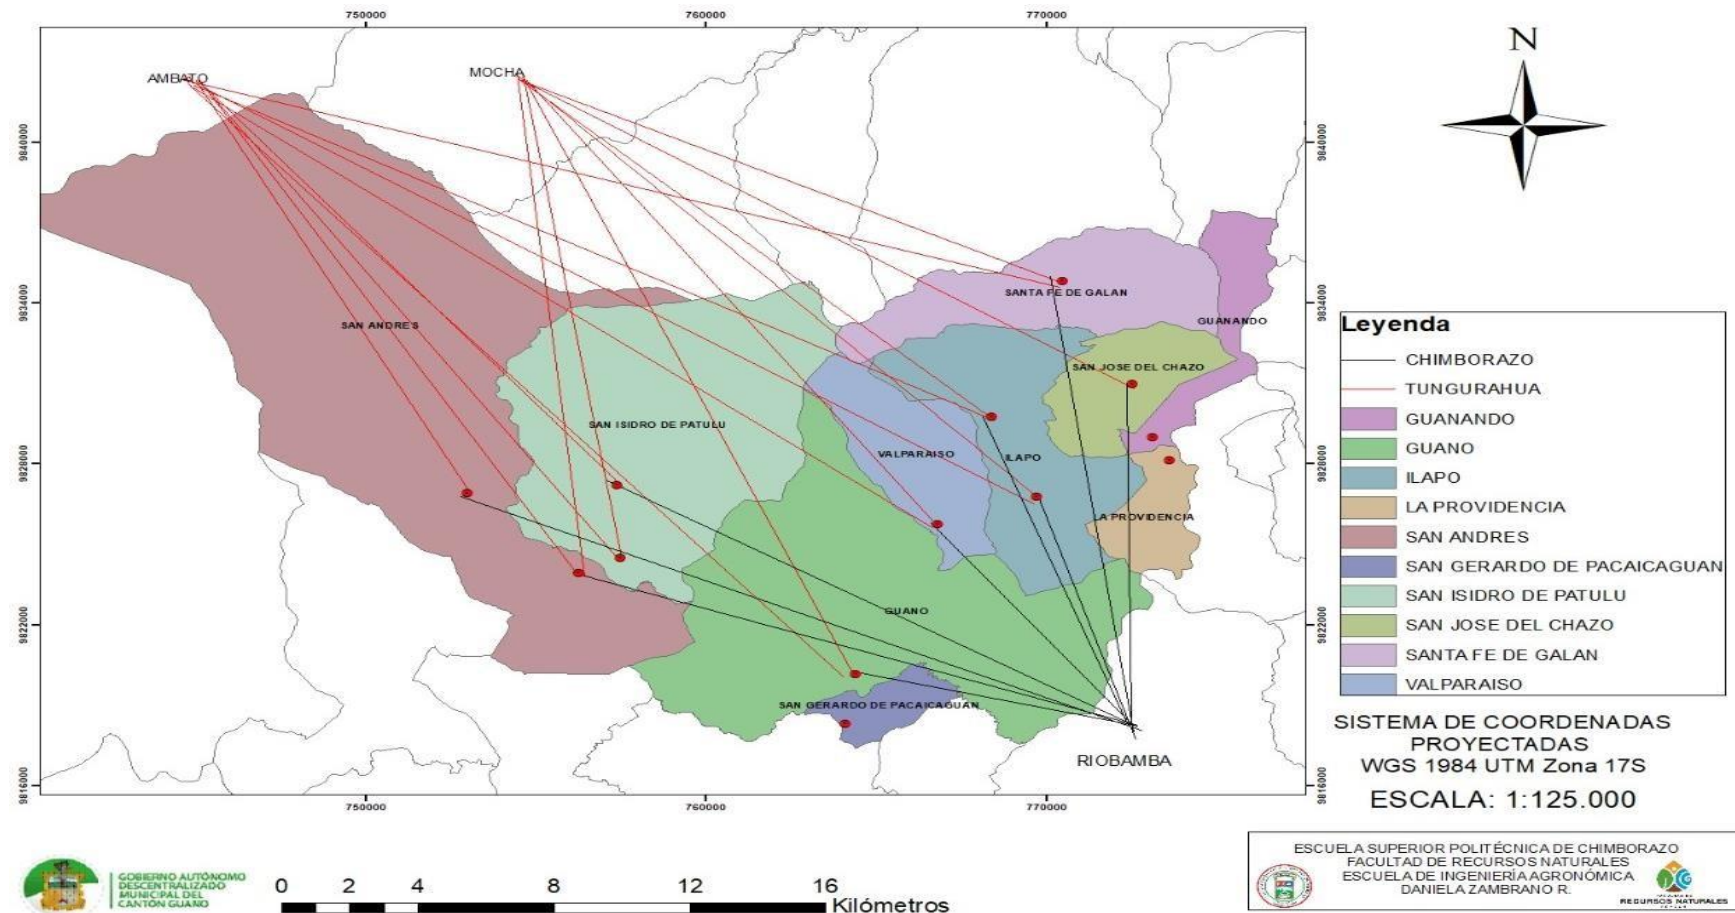 750000
760000
770000
N
AMBATO
MOCHA
9840000
9840000
9834000
9834000
SANTA FE DE GALAN
GUANANDO
SAN ANDRES
SAN JOSE DEL CHAZO
SAN ISIDRO DE PATULU
VALPARAISO
ILAPO
9828000
9828000
LA PROVIDENCIA
GUANO
9822000
9822000
SAN GERARDO DE PACAICAGUAN
RIOBAMBA
9816000
9816000
750000
760000
770000
Leyenda
CHIMBORAZO
TUNGURAHUA
GUANANDO
GUANO
ILAPO
LA PROVIDENCIA
SAN ANDRES
SAN GERARDO DE PACAICAGUAN
SAN ISIDRO DE PATULU
SAN JOSE DEL CHAZO
SANTA FE DE GALAN
VALPARAISO
SISTEMA DE COORDENADAS
PROYECTADAS
WGS 1984 UTM Zona 17S
ESCALA: 1:125.000
GOBIERNO AUTÓNOMO
DESCENTRALIZADO
MUNICIPAL DEL
CANTÓN GUANO
0 2 4 8 12 16
Kilómetros
ESCUELA SUPERIOR POLITÉCNICA DE CHIMBORAZO
FACULTAD DE RECURSOS NATURALES
ESCUELA DE INGENIERÍA AGRONÓMICA
DANIELA ZAMBRANO R.
RECURSOS NATURALES